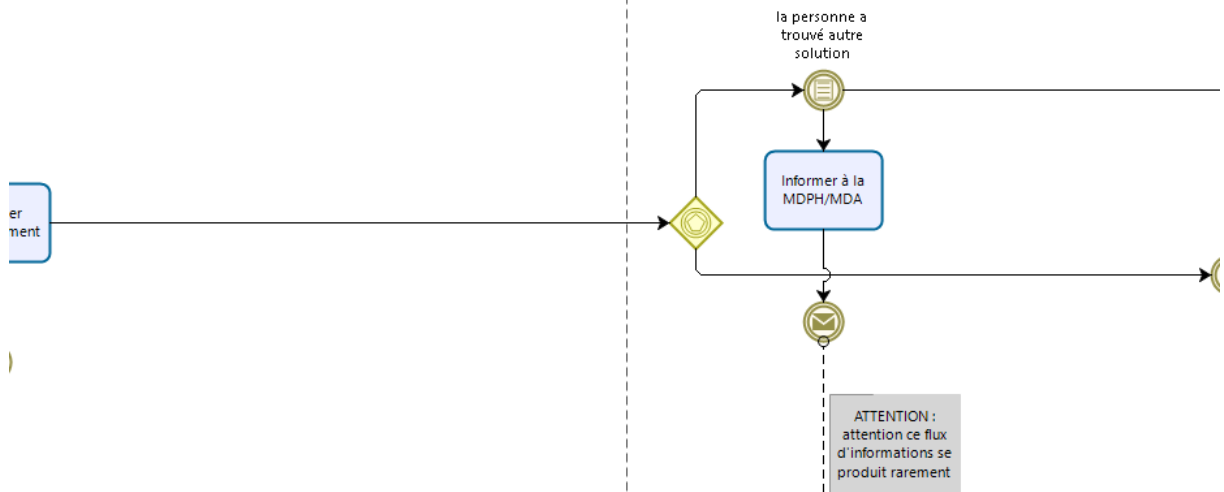 la personne a
trouvé autre
solution
Informer à la
MDPH/MDA
er
ment
ATTENTION :
attention ce flux
d'informations se
produit rarement